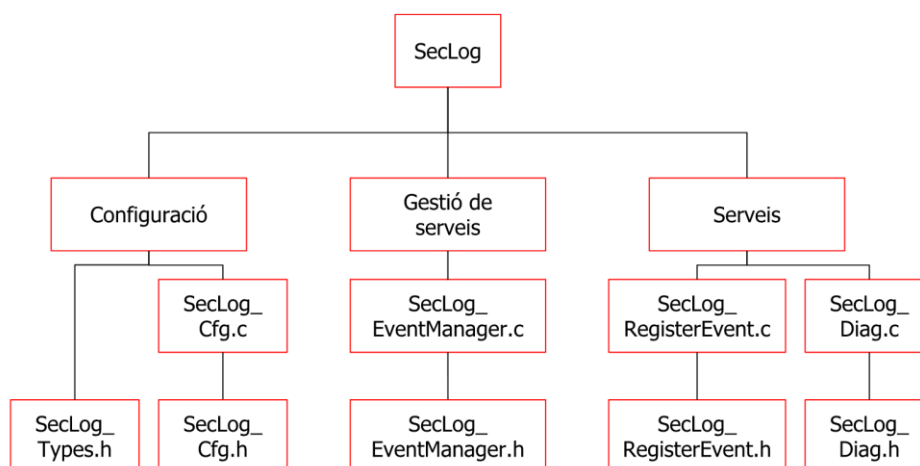 SecLog
Configuració
Gestió de
serveis
Serveis
SecLog_
Cfg.c
SecLog_
EventManager.c
SecLog_
RegisterEvent.c
SecLog_
Diag.c
SecLog_
Types.h
SecLog_
Cfg.h
SecLog_
EventManager.h
SecLog_
RegisterEvent.h
SecLog_
Diag.h